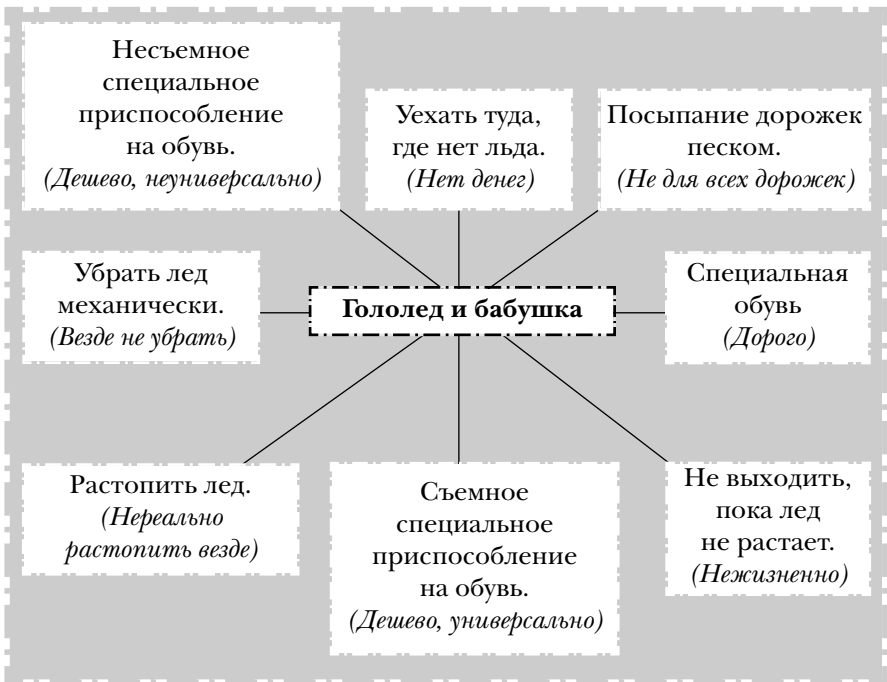 Несъемное
специальное
приспособление
на обувь.
(Дешево, неуниверсально)
Уехать туда,
где нет льда.
(Нет денег)
Посыпание дорожек
песком.
(Не для всех дорожек)
Убрать лед
механически.
(Везде не убрать)
Гололед и бабушка
Специальная
обувь
(Дорого)
Растопить лед.
(Нереально
растопить везде)
Съемное
специальное
приспособление
на обувь.
(Дешево, универсально)
Не выходить,
пока лед
не растает.
(Нежизненно)